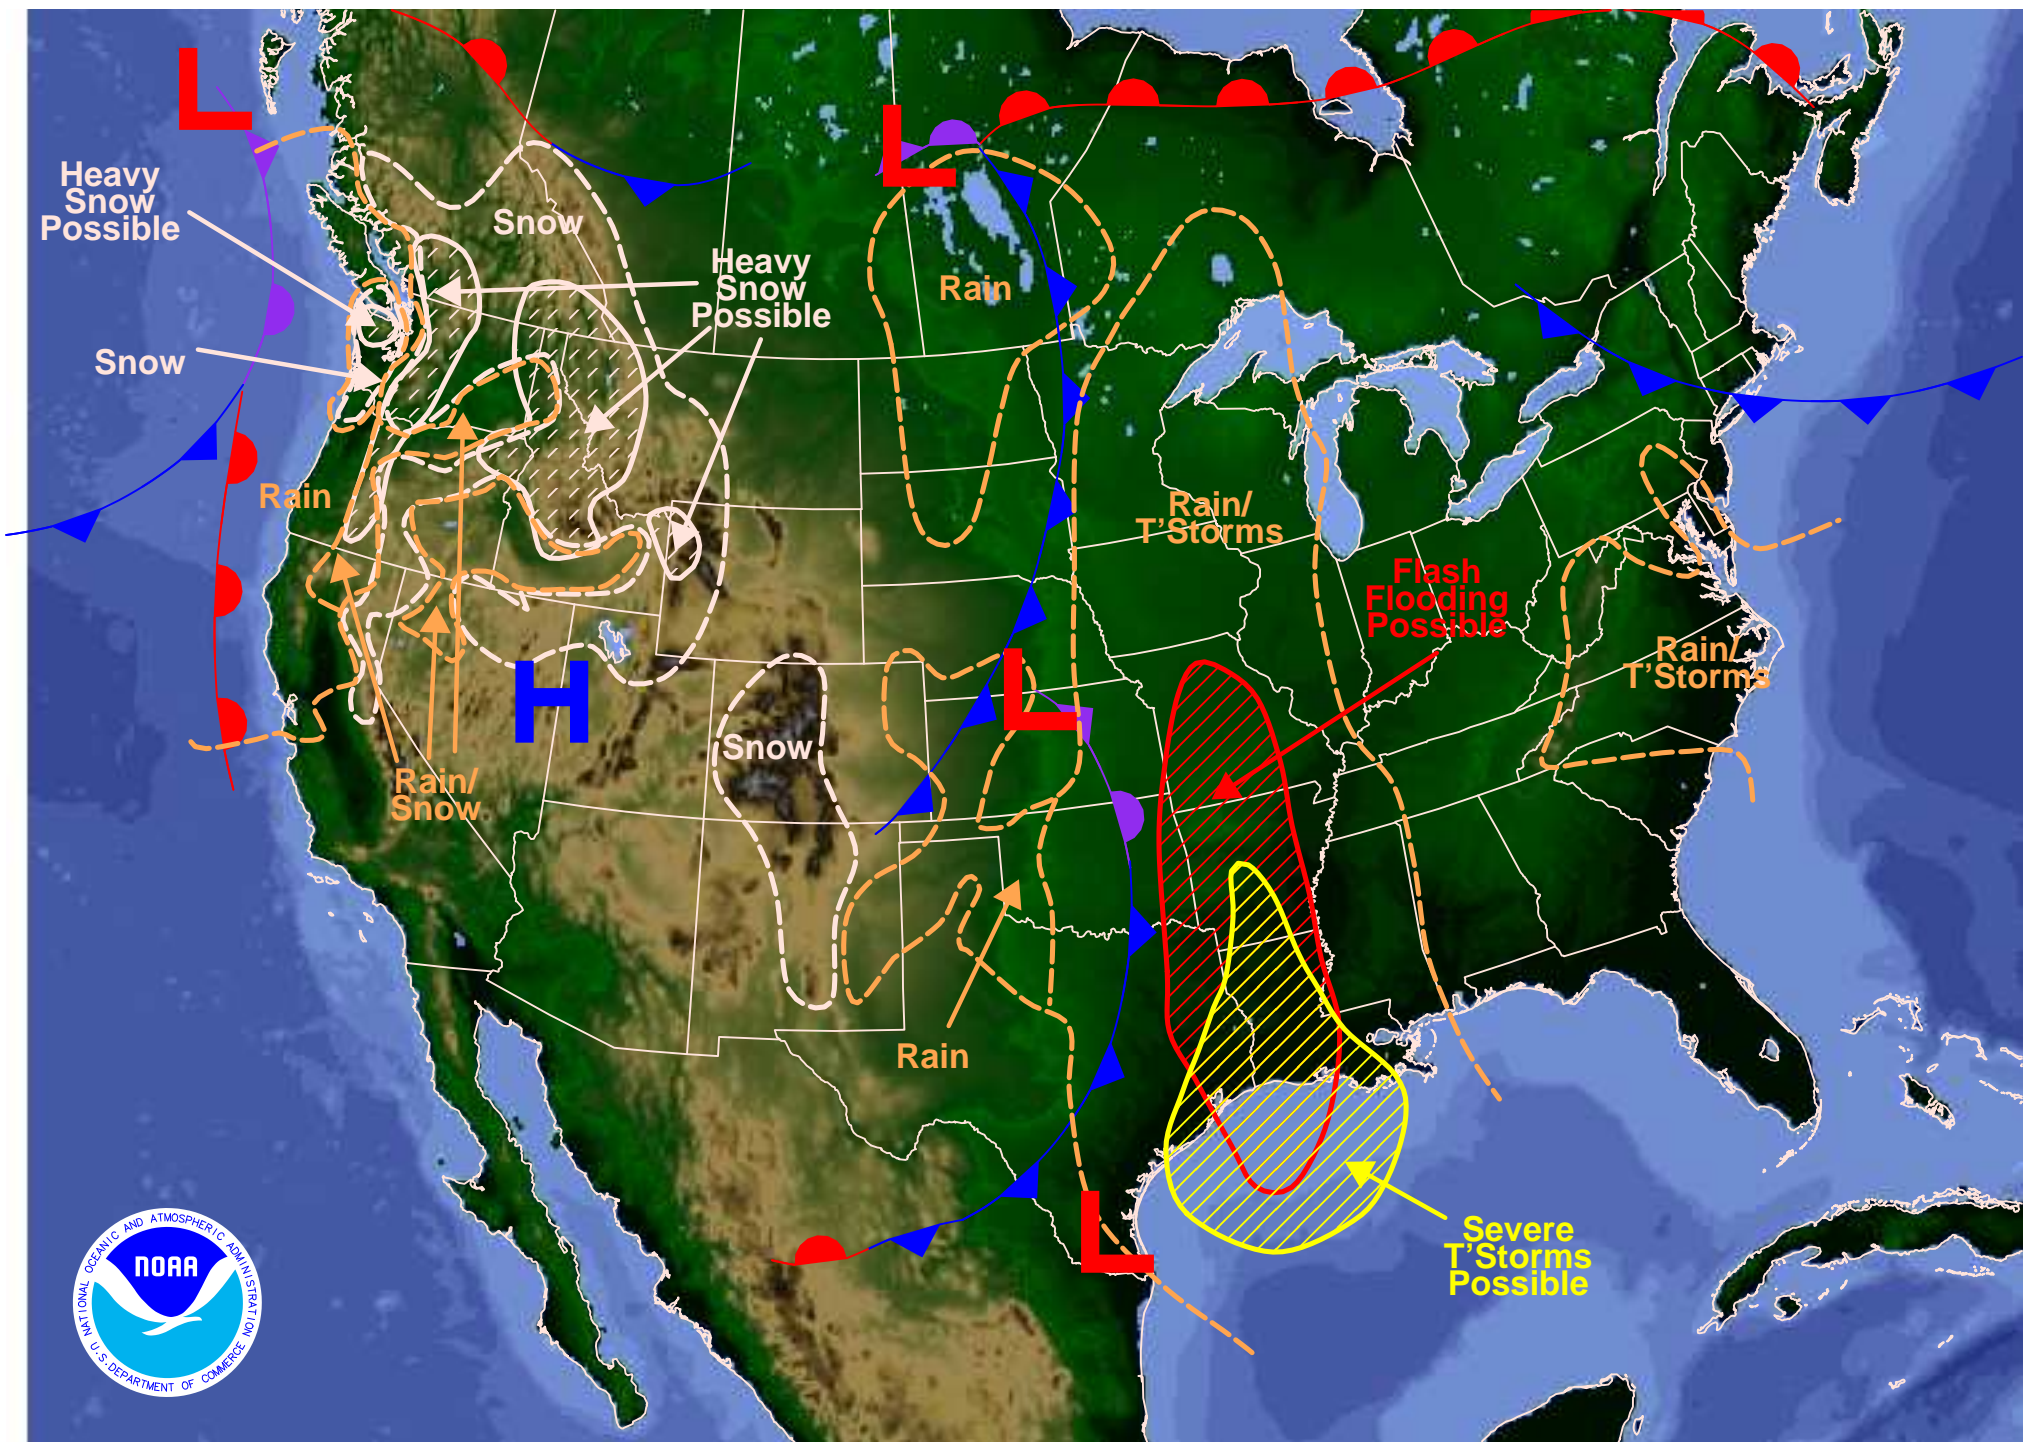 L
L
Heavy
Snow
Possible
Snow
Heavy
Snow
Possible
Rain
Snow
Rain
Rain/
T'Storms
Flash
Flooding
Possible
Rain/
T'Storms
L
H
Snow
Rain/
Snow
Rain
L
Severe
T'Storms
Possible
NATIONAL OCEANIC AND ATMOSPHERIC ADMINISTRATION
NOAA
U.S. DEPARTMENT OF COMMERCE